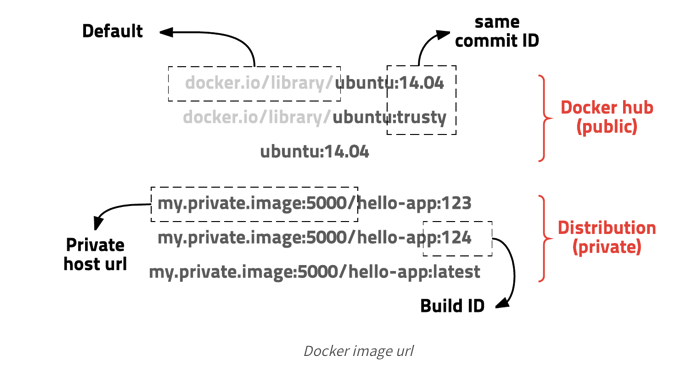 Default
same
commit ID
docker.io/library/ubuntu:14.04
docker.io/library/ubuntu:trusty
ubuntu:14.04
Docker hub
(public)
my.private.image:5000/hello-app:123
my.private.image:5000/hello-app:124
my.private.image:5000/hello-app:latest
Private
host url
Distribution
(private)
Build ID
Docker image url